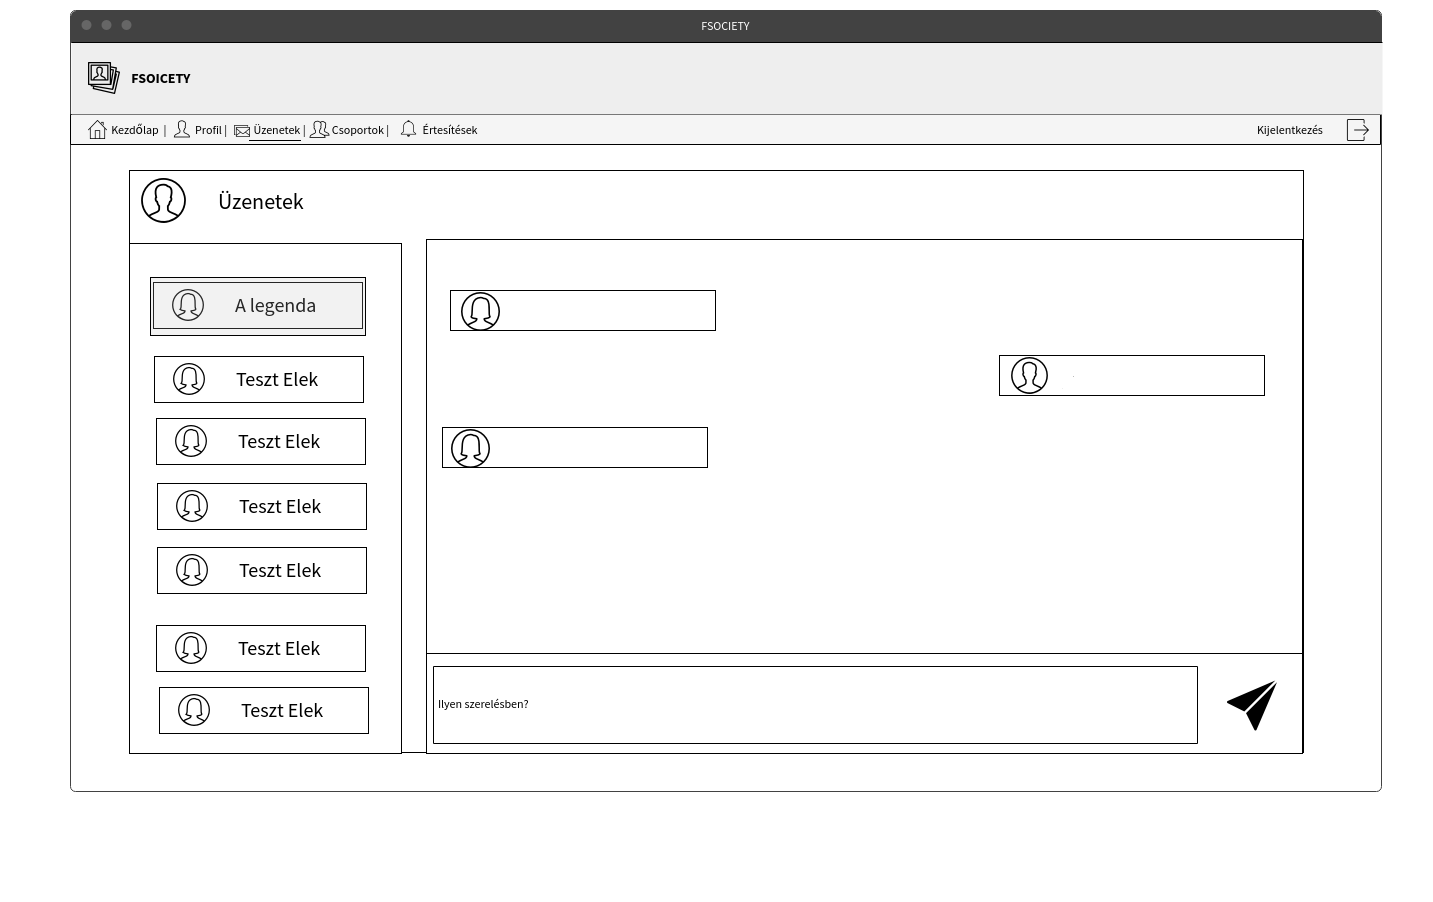 FSOCIETY
FSOICETY
Kezdőlap | Profil | Üzenetek | Csoportok | Értesítések Kijelentkezés
Üzenetek
A legenda
Teszt Elek
Teszt Elek
Teszt Elek
Teszt Elek
Teszt Elek
Teszt Elek
Ilyen szerelésben?